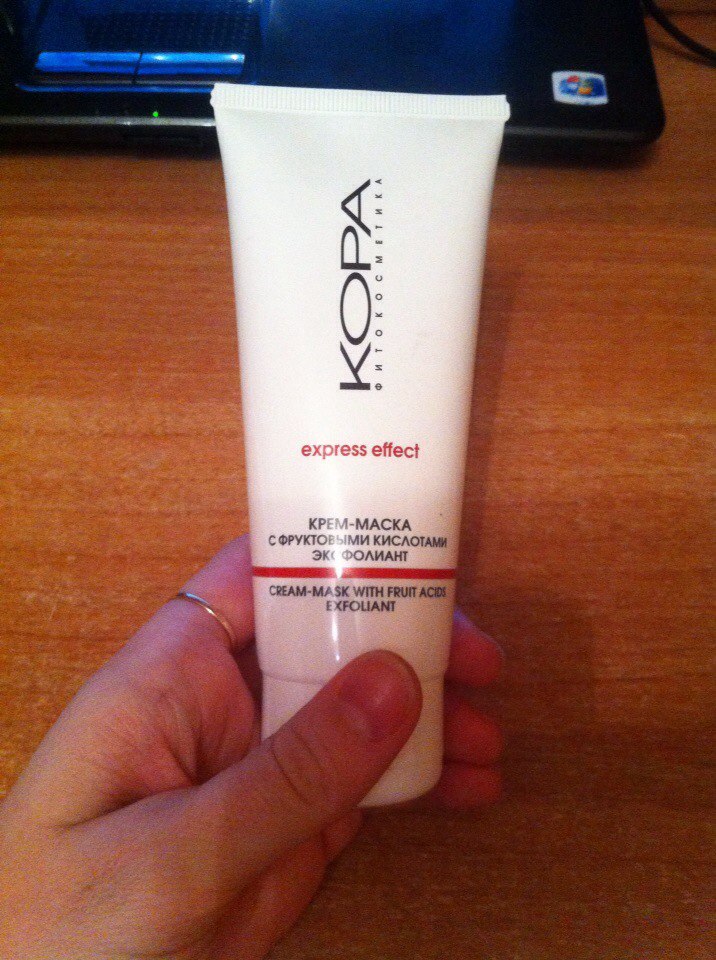 КОРА
ФИТОКОСМЕТИКА
express effect
КРЕМ-МАСКА
С ФРУКТОВЫМИ КИСЛОТАМИ
ЭКСФОЛИАНТ
CREAM-MASK WITH FRUIT ACIDS
EXFOLIANT